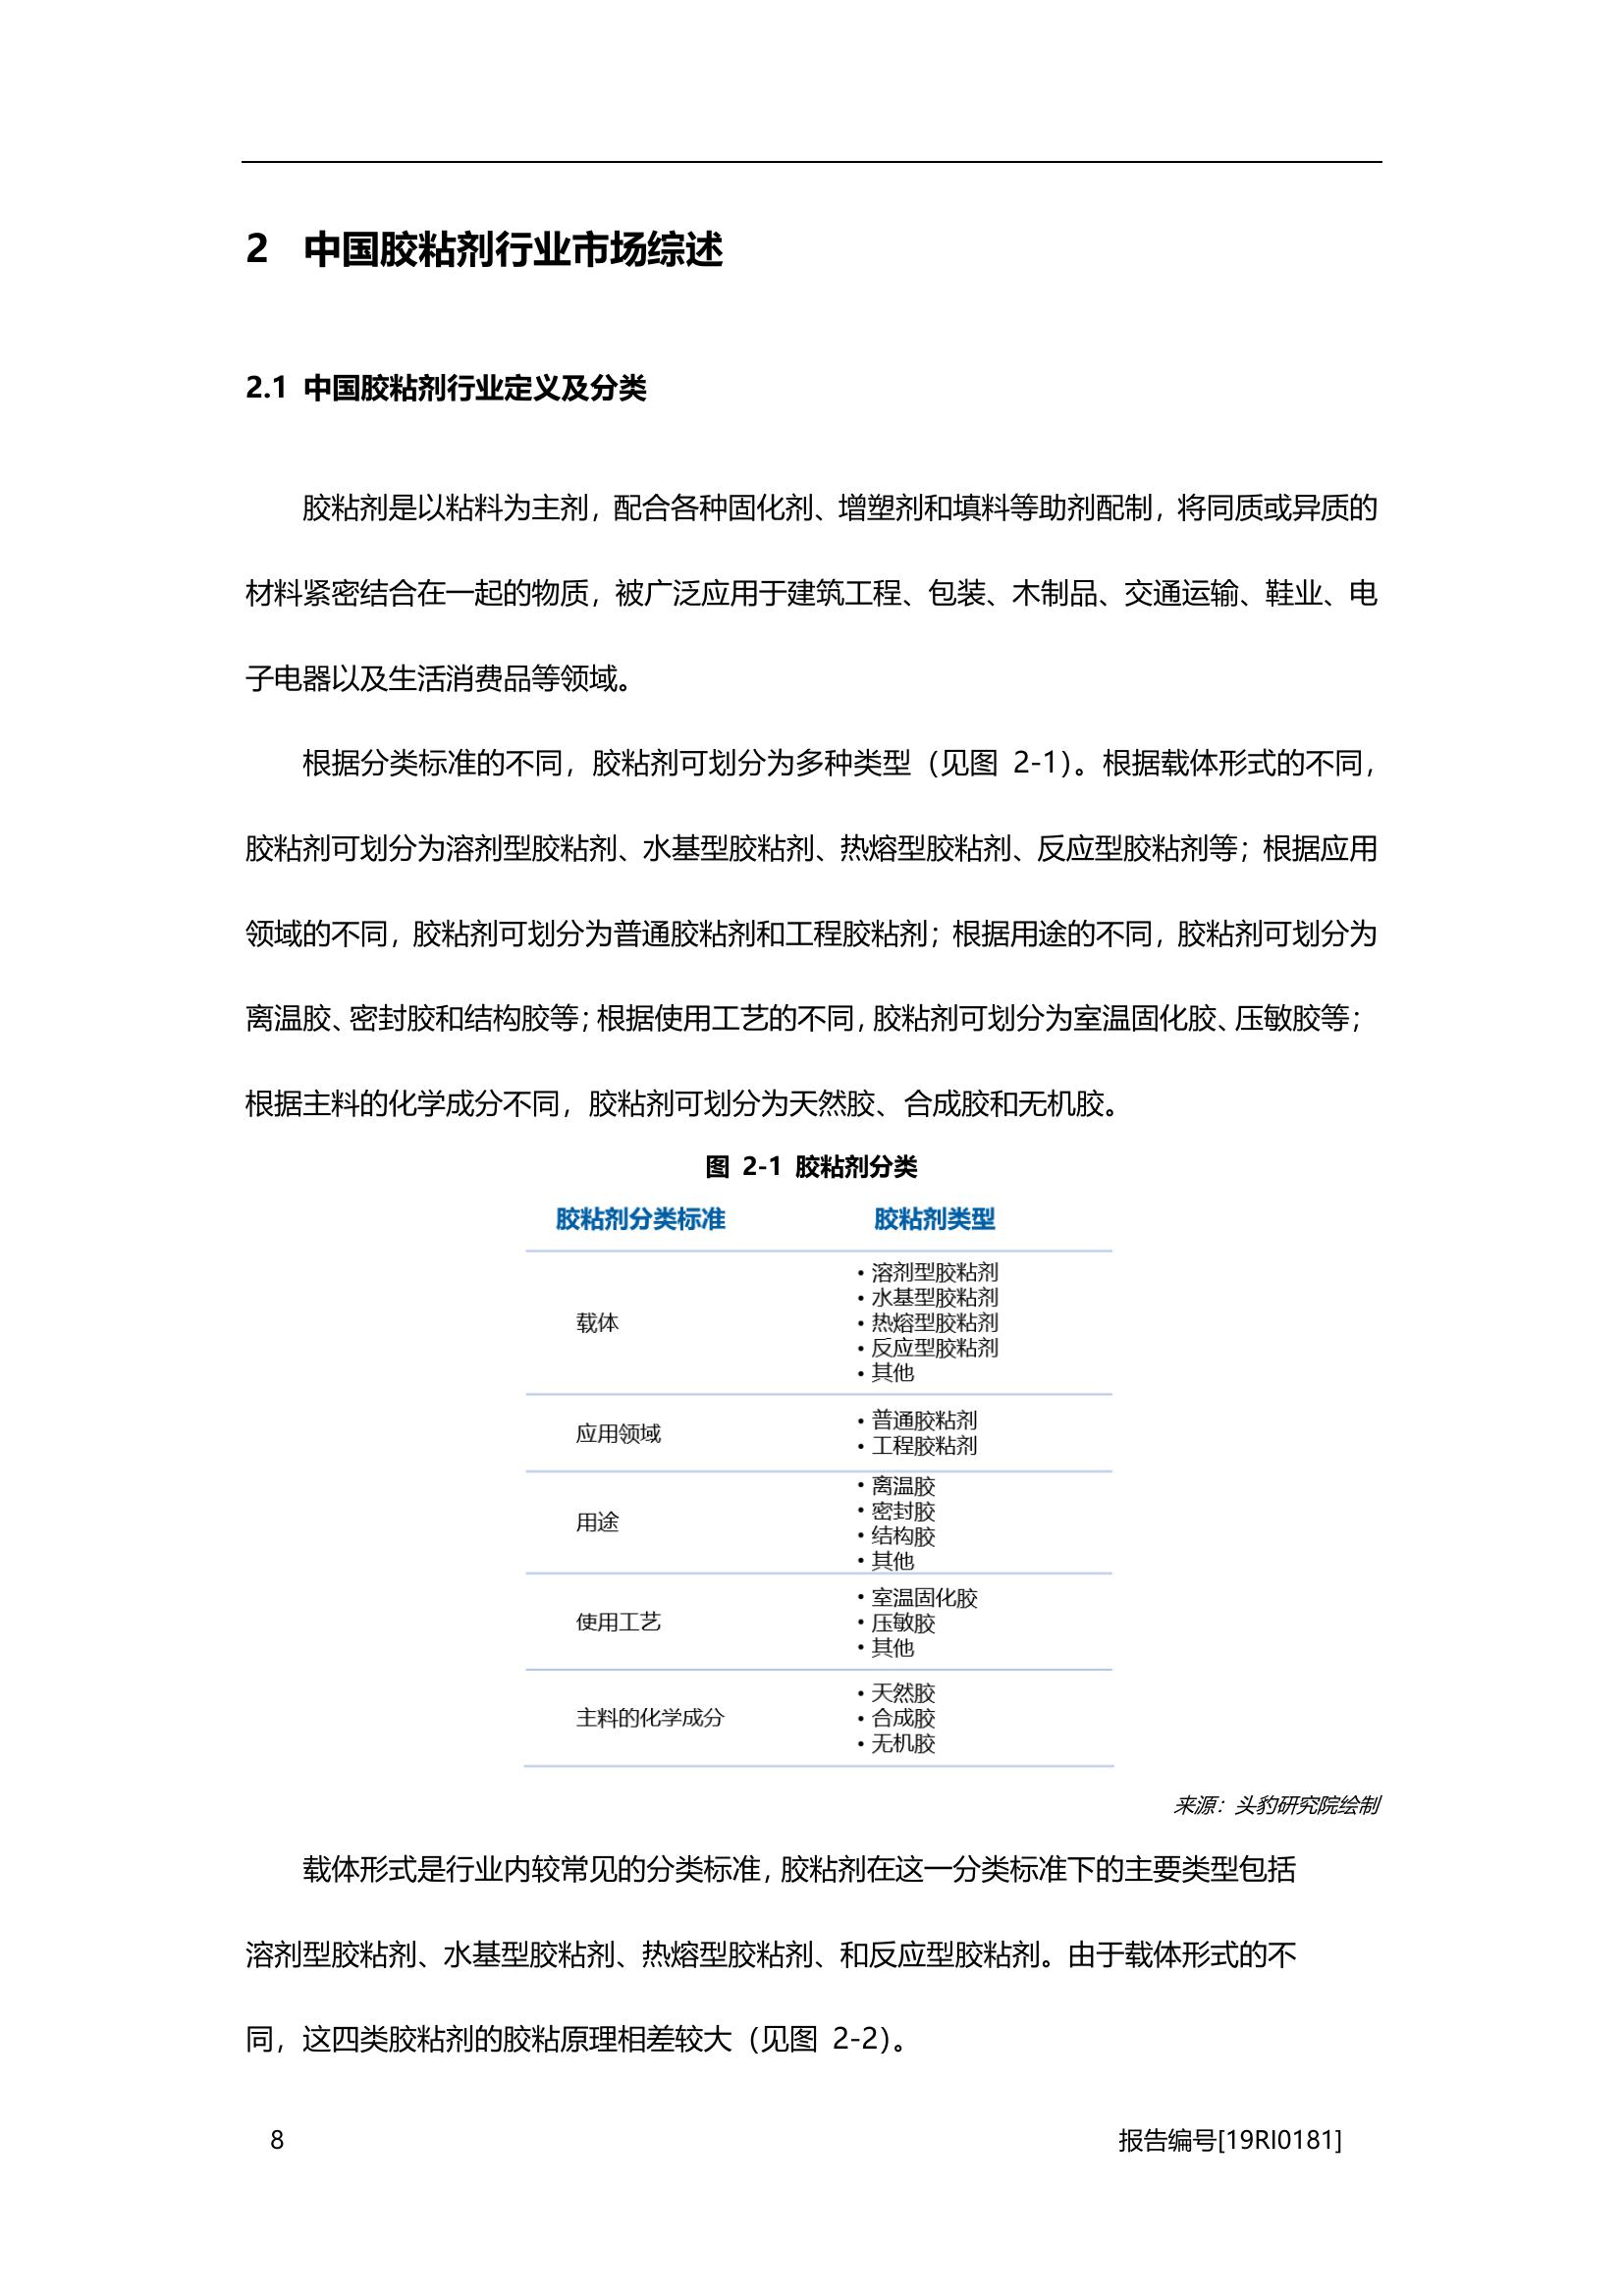 2 中国胶粘剂行业市场综述
2.1 中国胶粘剂行业定义及分类
胶粘剂是以粘料为主剂，配合各种固化剂、增塑剂和填料等助剂配制，将同质或异质的
材料紧密结合在一起的物质，被广泛应用于建筑工程、包装、木制品、交通运输、鞋业、电
子电器以及生活消费品等领域。
根据分类标准的不同，胶粘剂可划分为多种类型（见图 2-1）。根据载体形式的不同，
胶粘剂可划分为溶剂型胶粘剂、水基型胶粘剂、热熔型胶粘剂、反应型胶粘剂等；根据应用
领域的不同，胶粘剂可划分为普通胶粘剂和工程胶粘剂；根据用途的不同，胶粘剂可划分为
离温胶、密封胶和结构胶等；根据使用工艺的不同，胶粘剂可划分为室温固化胶、压敏胶等；
根据主料的化学成分不同，胶粘剂可划分为天然胶、合成胶和无机胶。
图 2-1 胶粘剂分类
胶粘剂分类标准 胶粘剂类型
载体
• 溶剂型胶粘剂
• 水基型胶粘剂
• 热熔型胶粘剂
• 反应型胶粘剂
• 其他
应用领域
• 普通胶粘剂
• 工程胶粘剂
用途
• 离温胶
• 密封胶
• 结构胶
• 其他
使用工艺
• 室温固化胶
• 压敏胶
• 其他
主料的化学成分
• 天然胶
• 合成胶
• 无机胶
来源：头豹研究院绘制
载体形式是行业内较常见的分类标准，胶粘剂在这一分类标准下的主要类型包括
溶剂型胶粘剂、水基型胶粘剂、热熔型胶粘剂、和反应型胶粘剂。由于载体形式的不
同，这四类胶粘剂的胶粘原理相差较大（见图 2-2）。
8 报告编号[19RI0181]